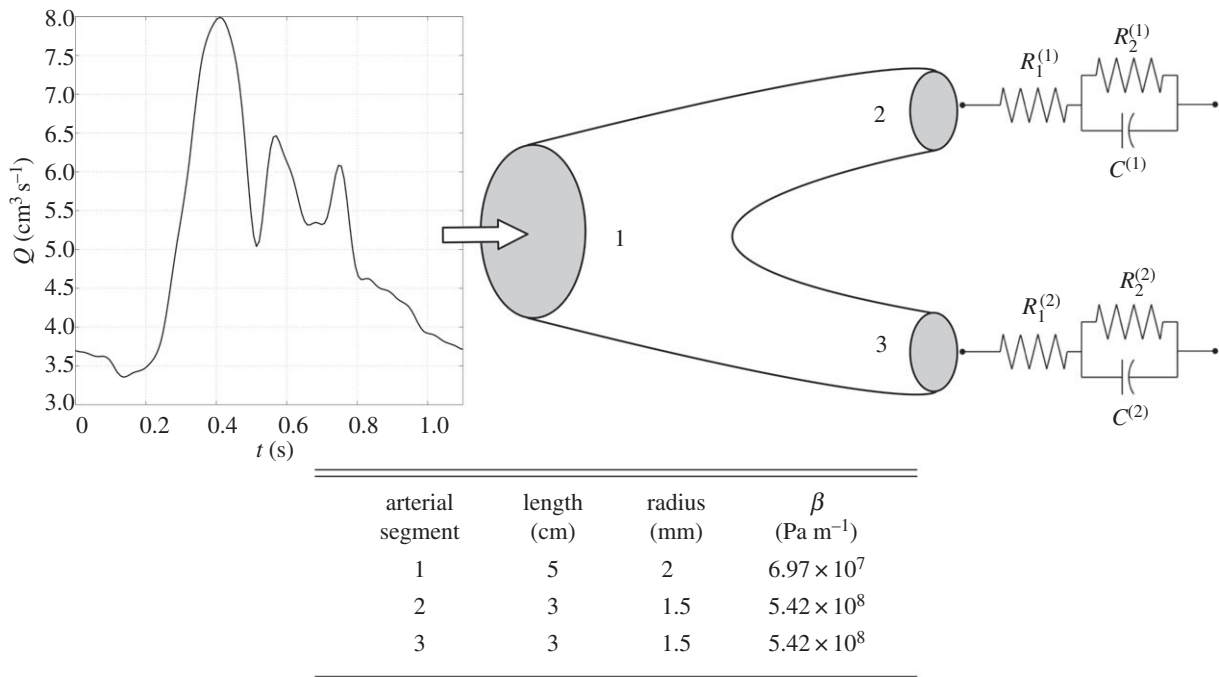 8.0
7.5
7.0
6.5
6.0
5.5
5.0
4.5
4.0
3.5
3.0
Q (cm³ s⁻¹)
0 0.2 0.4 0.6 0.8 1.0
t (s)
1
2
3
R₁⁽¹⁾
R₂⁽¹⁾
C⁽¹⁾
R₁⁽²⁾
R₂⁽²⁾
C⁽²⁾
arterial segment length (cm) radius (mm) β (Pa m⁻¹)
1 5 2 6.97 × 10⁷
2 3 1.5 5.42 × 10⁸
3 3 1.5 5.42 × 10⁸